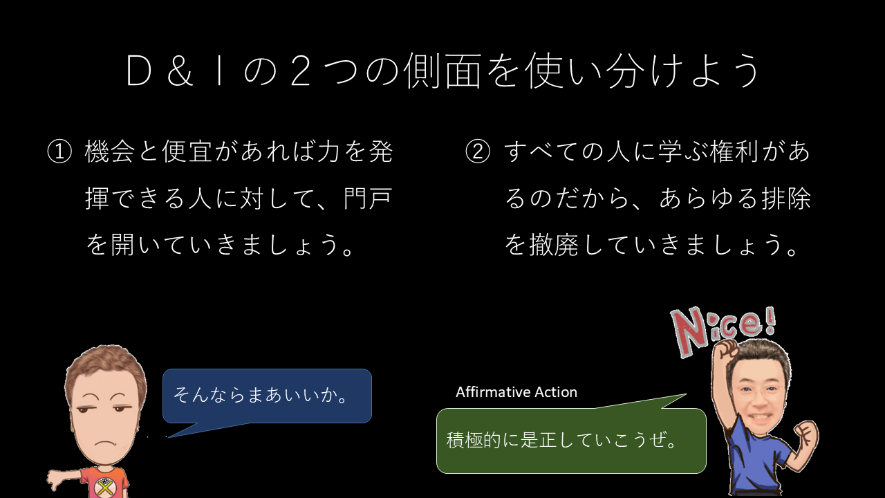 D＆Iの２つの側面を使い分けよう
① 機会と便宜があれば力を発
揮できる人に対して、門戸
を開いていきましょう。
② すべての人に学ぶ権利があ
るのだから、あらゆる排除
を撤廃していきましょう。
Nice!
そんならまあいいか。
Affirmative Action
積極的に是正していこうぜ。